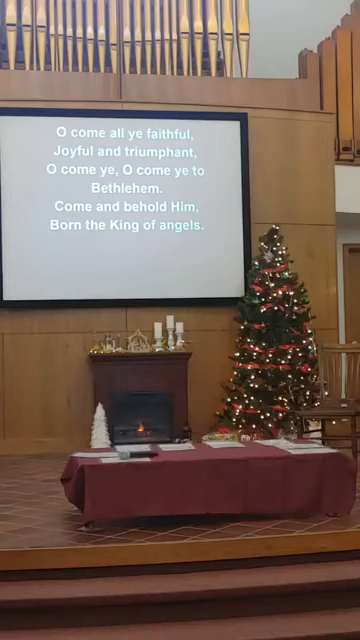 O come all ye faithful,
Joyful and triumphant,
O come ye, O come ye to
Bethlehem.
Come and behold Him,
Born the King of angels.